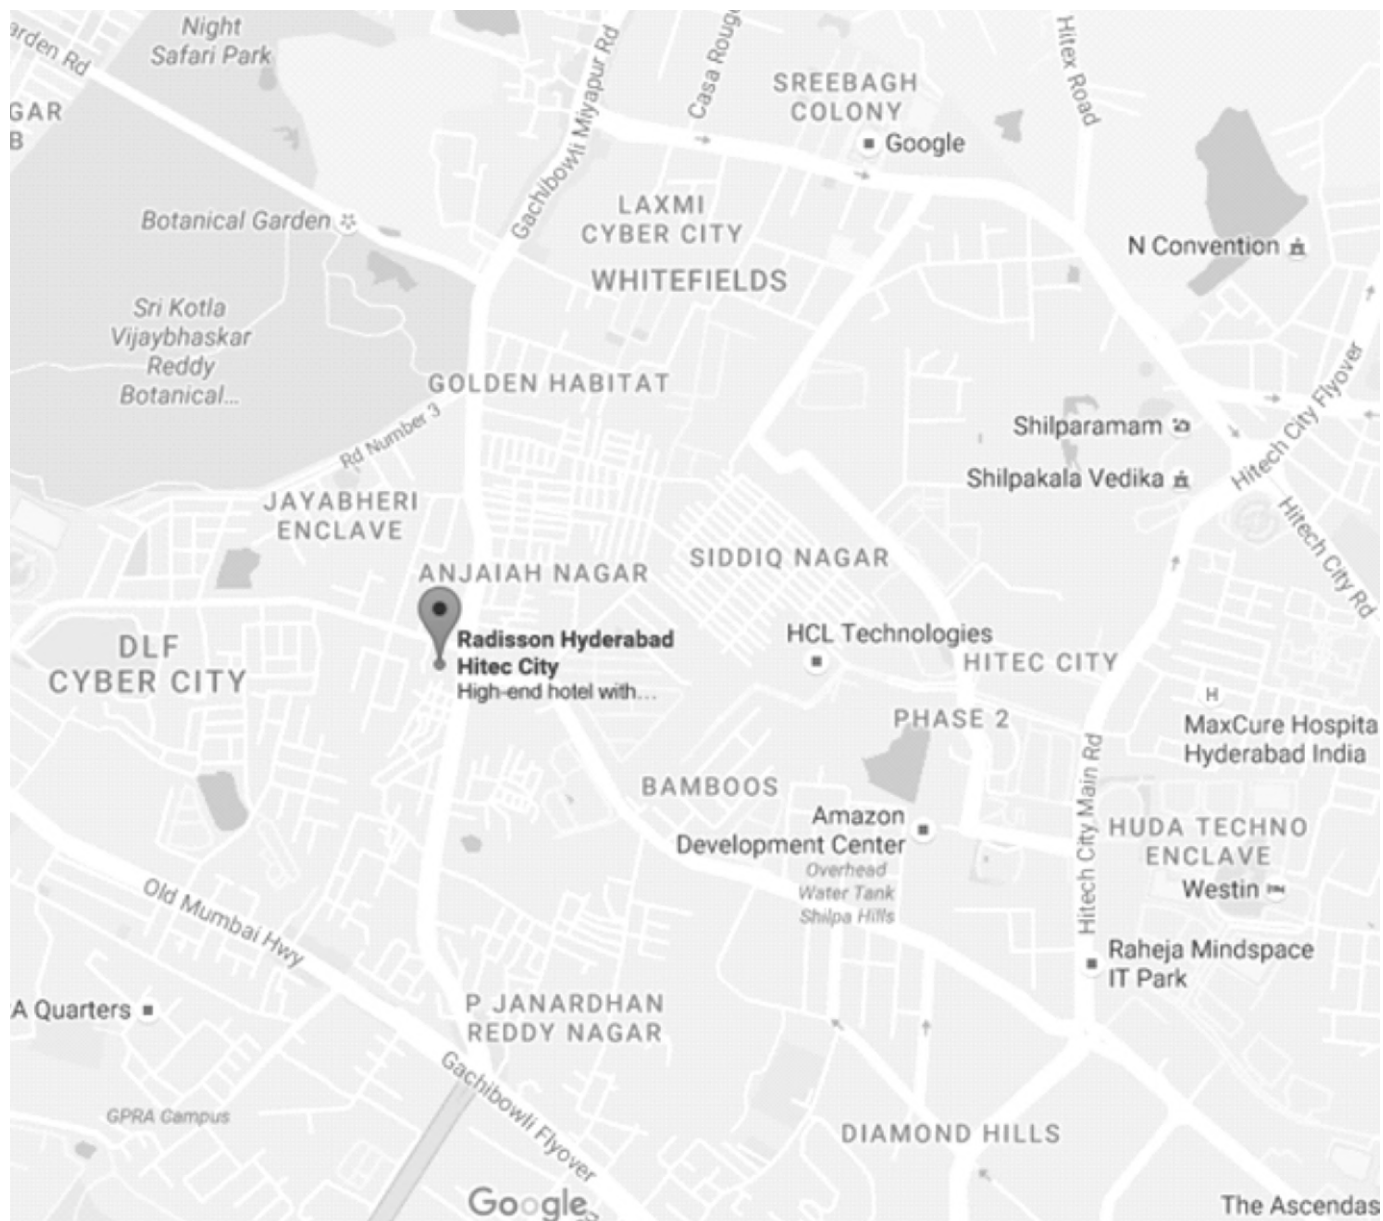 Night
Safari Park
arden Rd
GAR
B
Gachibowli Miyapur Rd
Casa Roug
SREEBAGH
COLONY
Google
Hitex Road
Botanical Garden
LAXMI
CYBER CITY
WHITEFIELDS
N Convention
Sri Kotla
Vijaybhaskar
Reddy
Botanical...
GOLDEN HABITAT
Rd Number 3
Shilparamam
Shilpakala Vedika
Hitech City Flyover
Hitech City Rd
JAYABHERI
ENCLAVE
ANJAIAH NAGAR
SIDDIQ NAGAR
DLF
CYBER CITY
Radisson Hyderabad
Hitec City
High-end hotel with...
HCL Technologies
HITEC CITY
PHASE 2
H
MaxCure Hospita
Hyderabad India
Hitech City Main Rd
BAMBOOS
Amazon
Development Center
Overhead
Water Tank
Shilpa Hills
HUDA TECHNO
ENCLAVE
Westin
Old Mumbai Hwy
Raheja Mindspace
IT Park
A Quarters
P JANARDHAN
REDDY NAGAR
Gachibowli Flyover
GPRA Campus
DIAMOND HILLS
Google
The Ascendas